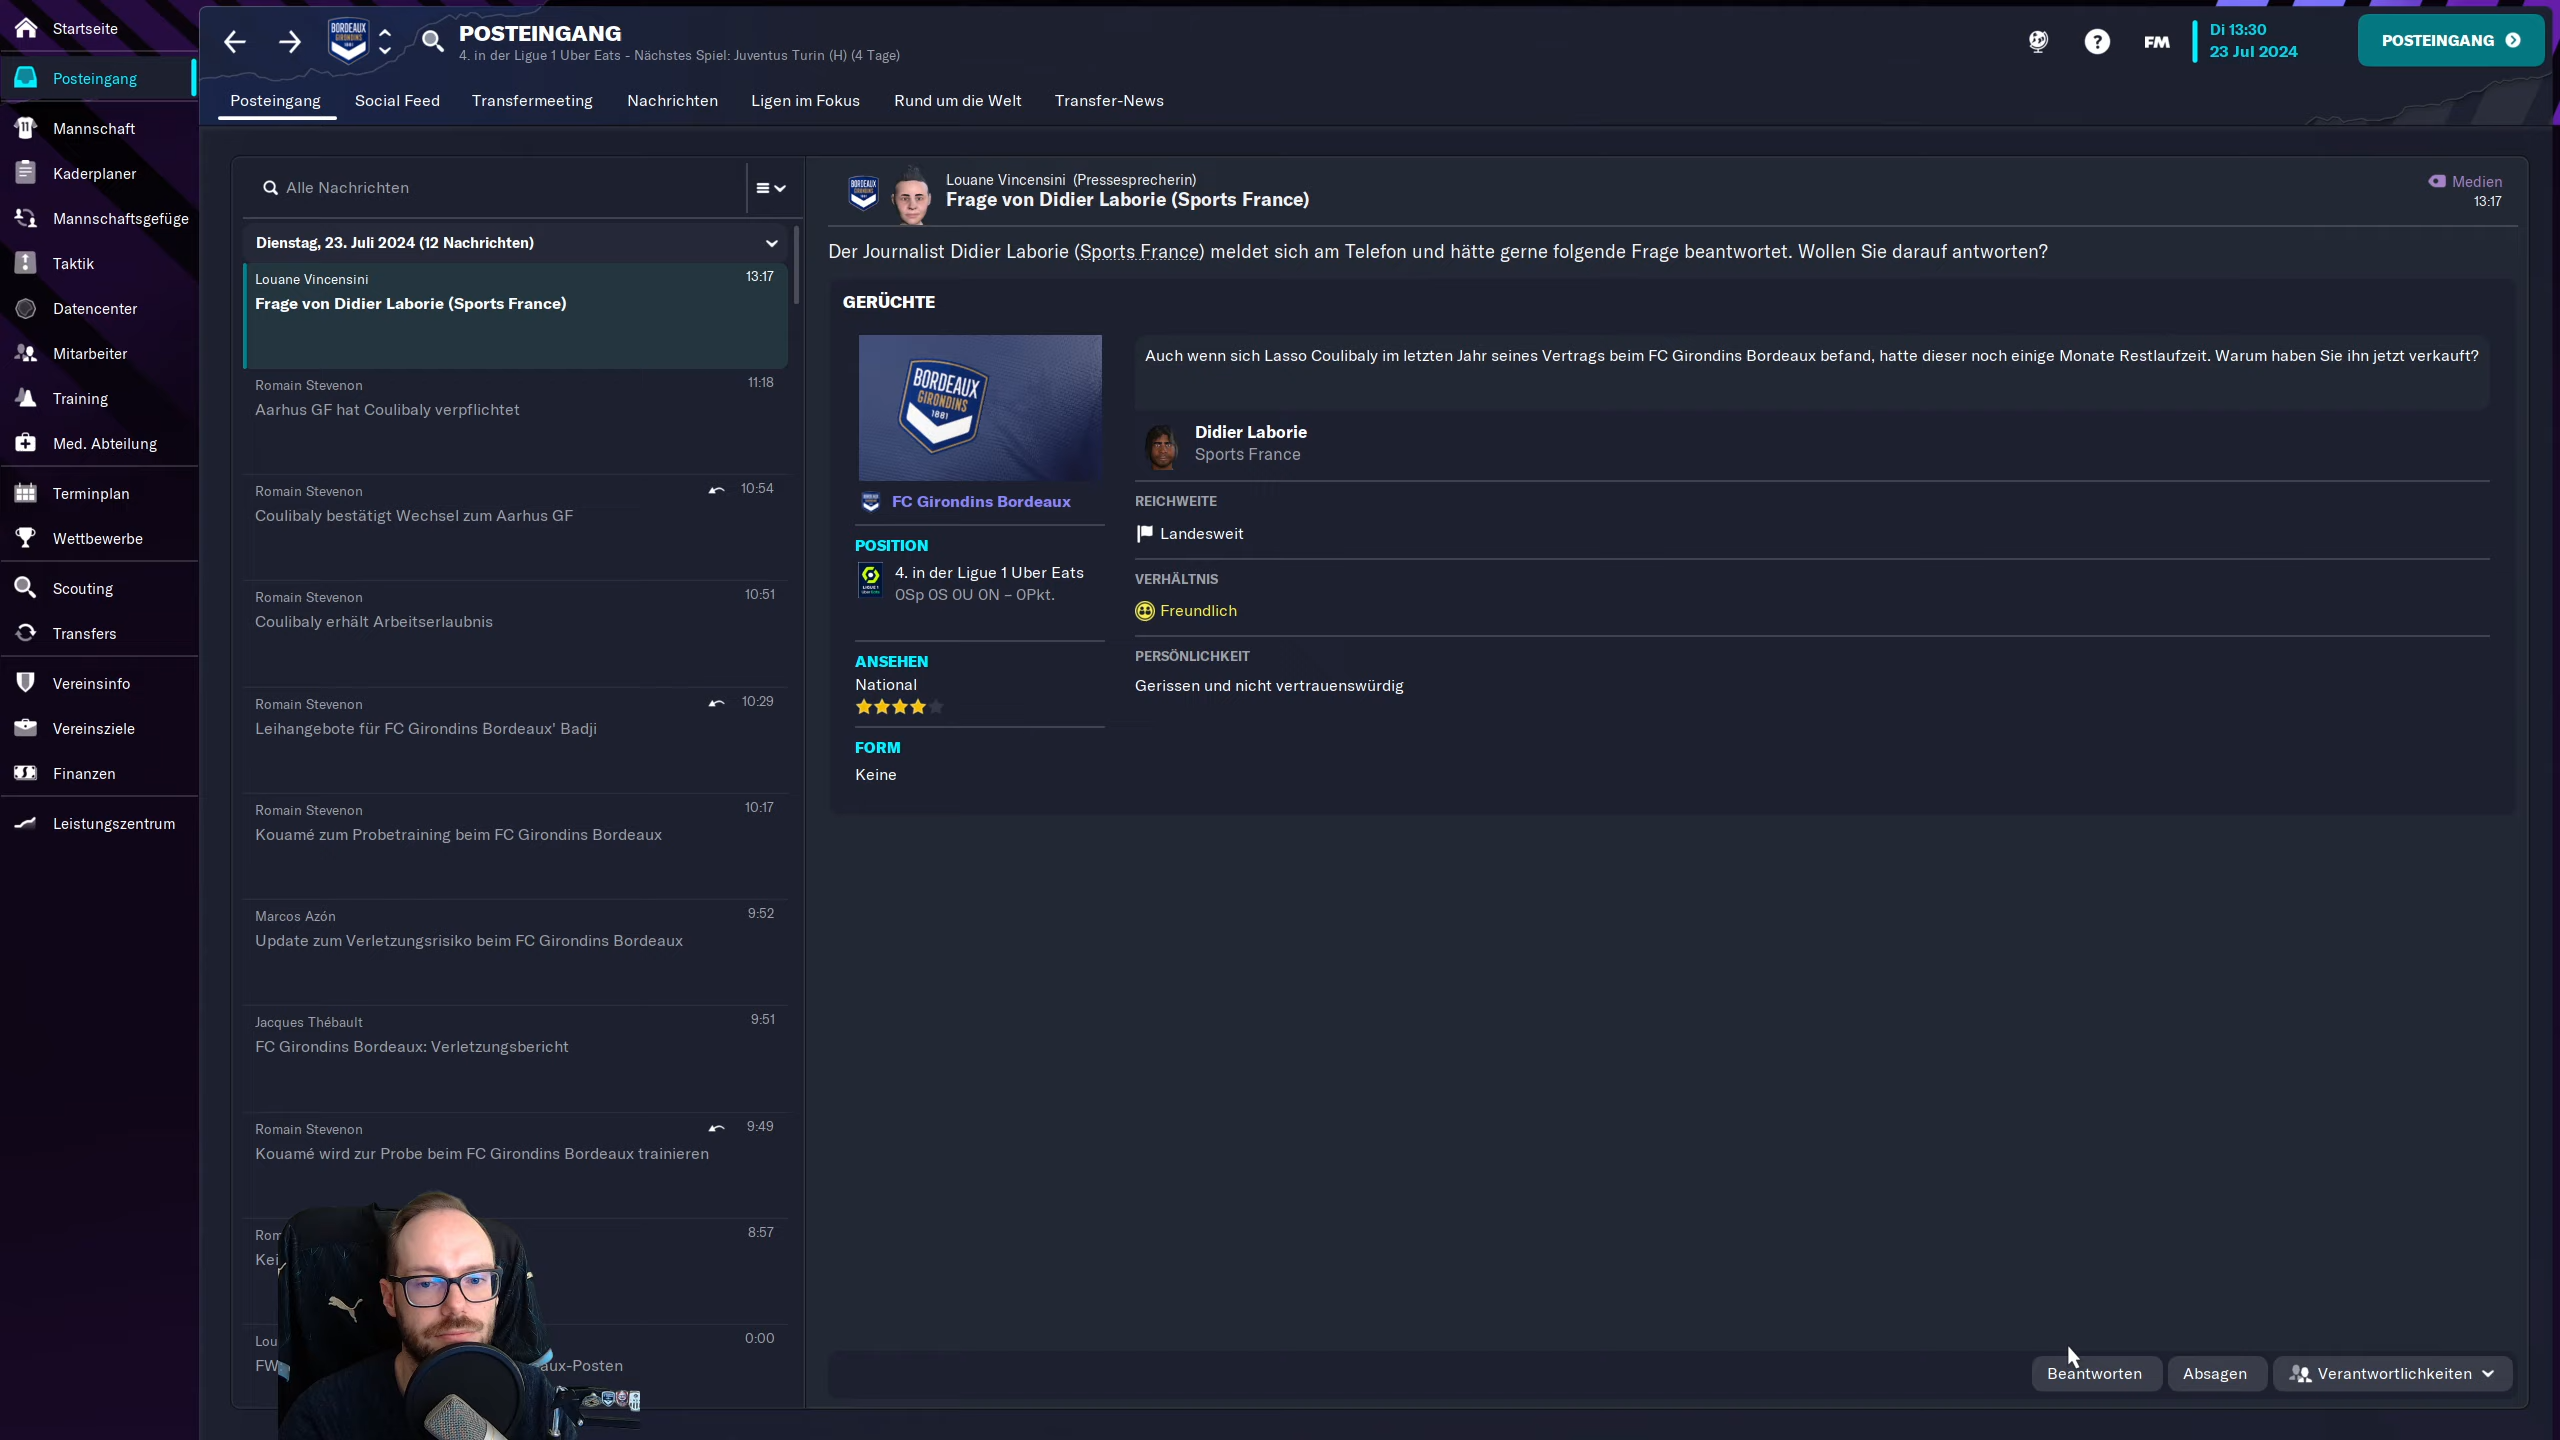 Startseite
Posteingang
Mannschaft
Kaderplaner
Mannschaftsgefüge
Taktik
Datencenter
Mitarbeiter
Training
Med. Abteilung
Terminplan
Wettbewerbe
Scouting
Transfers
Vereinsinfo
Vereinsziele
Finanzen
Leistungszentrum
BORDEAUX
GIRONDINS
POSTEINGANG
4. in der Ligue 1 Uber Eats - Nächstes Spiel: Juventus Turin (H) (4 Tage)
FM
Di 13:30
23 Jul 2024
POSTEINGANG
Posteingang
Social Feed
Transfermeeting
Nachrichten
Ligen im Fokus
Rund um die Welt
Transfer-News
Alle Nachrichten
Dienstag, 23. Juli 2024 (12 Nachrichten)
Louane Vincensini 13:17
Frage von Didier Laborie (Sports France)
Romain Stevenon 11:18
Aarhus GF hat Coulibaly verpflichtet
Romain Stevenon 10:54
Coulibaly bestätigt Wechsel zum Aarhus GF
Romain Stevenon 10:51
Coulibaly erhält Arbeitserlaubnis
Romain Stevenon 10:29
Leihangebote für FC Girondins Bordeaux' Badji
Romain Stevenon 10:17
Kouamé zum Probetraining beim FC Girondins Bordeaux
Marcos Azón 9:52
Update zum Verletzungsrisiko beim FC Girondins Bordeaux
Jacques Thébault 9:51
FC Girondins Bordeaux: Verletzungsbericht
Romain Stevenon 9:49
Kouamé wird zur Probe beim FC Girondins Bordeaux trainieren
Rom 8:57
Kei
Lou 0:00
FW aux-Posten
Louane Vincensini (Pressesprecherin)
Frage von Didier Laborie (Sports France)
Medien
13:17
Der Journalist Didier Laborie (Sports France) meldet sich am Telefon und hätte gerne folgende Frage beantwortet. Wollen Sie darauf antworten?
GERÜCHTE
BORDEAUX
GIRONDINS
1881
FC Girondins Bordeaux
POSITION
4. in der Ligue 1 Uber Eats
0Sp 0S 0U 0N – 0Pkt.
ANSEHEN
National
FORM
Keine
Auch wenn sich Lasso Coulibaly im letzten Jahr seines Vertrags beim FC Girondins Bordeaux befand, hatte dieser noch einige Monate Restlaufzeit. Warum haben Sie ihn jetzt verkauft?
Didier Laborie
Sports France
REICHWEITE
Landesweit
VERHÄLTNIS
Freundlich
PERSÖNLICHKEIT
Gerissen und nicht vertrauenswürdig
Beantworten
Absagen
Verantwortlichkeiten